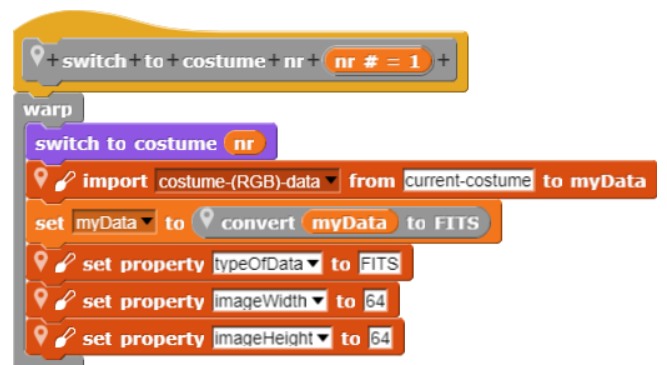 + switch + to + costume + nr + nr # = 1 +
warp
switch to costume nr
import costume-(RGB)-data from current-costume to myData
set myData to convert myData to FITS
set property typeOfData to FITS
set property imageWidth to 64
set property imageHeight to 64